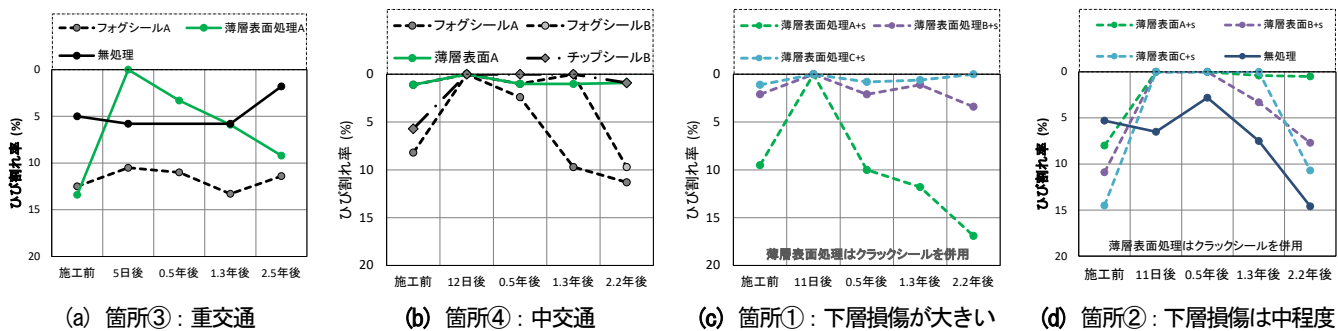 フォグシールA 薄層表面処理A
無処理
ひび割れ率 (%)
0
5
10
15
20
施工前 5日後 0.5年後 1.3年後 2.5年後
(a) 箇所③：重交通
フォグシールA フォグシールB
薄層表面A チップシールB
ひび割れ率 (%)
0
5
10
15
20
施工前 12日後 0.5年後 1.3年後 2.2年後
(b) 箇所④：中交通
薄層表面処理A+s 薄層表面処理B+s
薄層表面処理C+s
ひび割れ率 (%)
0
5
10
15
20
薄層表面処理はクラックシールを併用
施工前 11日後 0.5年後 1.3年後 2.2年後
(c) 箇所①：下層損傷が大きい
薄層表面A+s 薄層表面B+s
薄層表面C+s 無処理
ひび割れ率 (%)
0
5
10
15
20
薄層表面処理はクラックシールを併用
施工前 11日後 0.5年後 1.3年後 2.2年後
(d) 箇所②：下層損傷は中程度